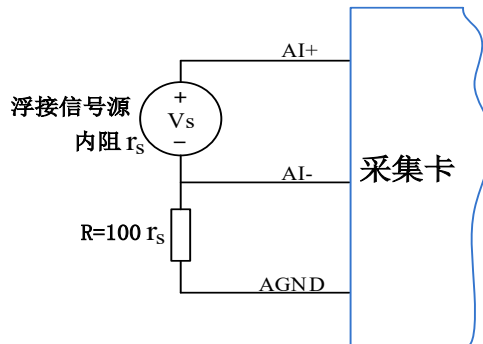 AI+
浮接信号源
内阻 rs
+
Vs
−
采集卡
AI-
R=100 rs
AGND